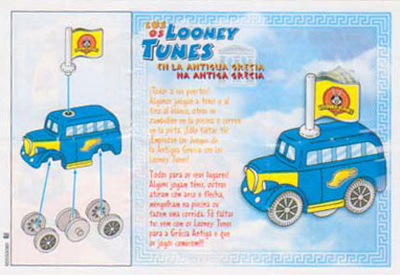 LOS
OS LOONEY
TUNES
EN LA ANTIGUA GRECIA
NA ANTIGA GRÉCIA
¡Todos a sus puestos!
Algunos juegan a tenis o al
tiro al blanco, otros se
zambullen en la piscina o corren
en la pista. ¡Sólo faltas tú!
¡Empiezan los Juegos de
la Antigua Grecia con los
Looney Tunes!
Todos para os seus lugares!
Alguns jogam ténis, outros
atiram com arco e flecha,
mergulham na piscina ou
fazem uma corrida. Só faltas
tu: vem com os Looney Tunes
para a Grécia Antiga e que
os jogos comecem!!!